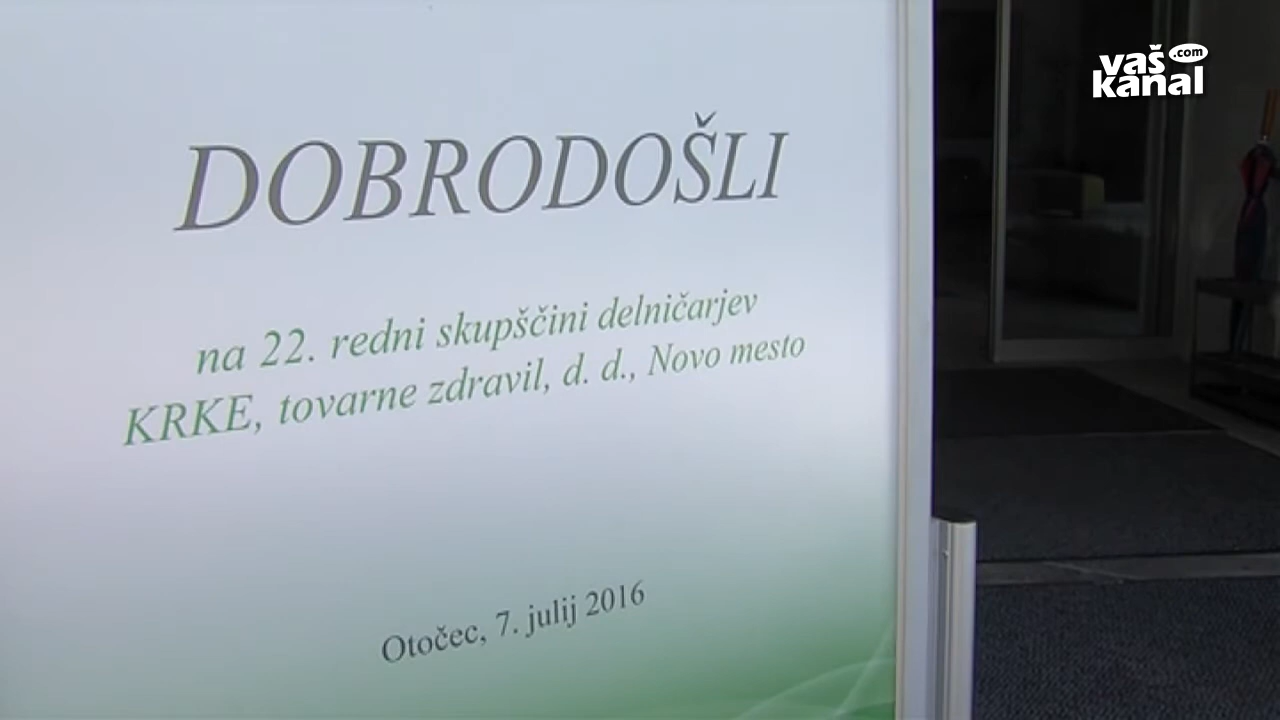 vaš .com
kanal
DOBRODOŠLI
na 22. redni skupščini delničarjev
KRKE, tovarne zdravil, d. d., Novo mesto
Otočec, 7. julij 2016